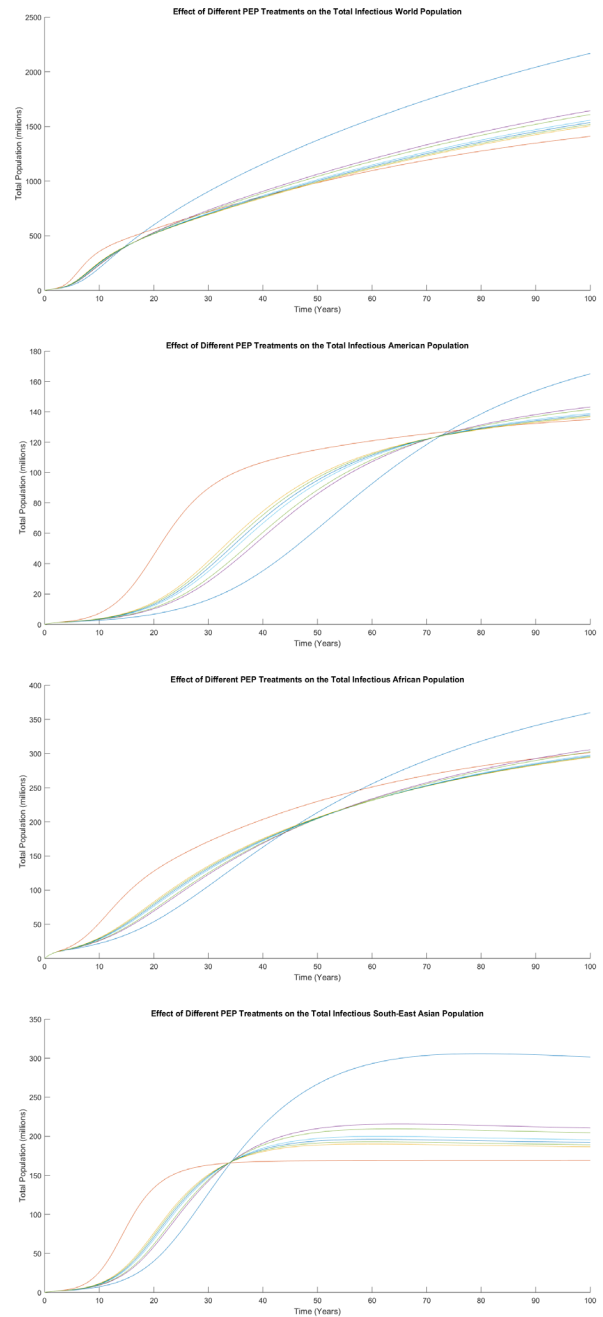 Effect of Different PEP Treatments on the Total Infectious World Population
2500
2000
1500
1000
500
0
Total Population (millions)
0 10 20 30 40 50 60 70 80 90 100
Time (Years)
Effect of Different PEP Treatments on the Total Infectious American Population
180
160
140
120
100
80
60
40
20
0
Total Population (millions)
0 10 20 30 40 50 60 70 80 90 100
Time (Years)
Effect of Different PEP Treatments on the Total Infectious African Population
400
350
300
250
200
150
100
50
0
Total Population (millions)
0 10 20 30 40 50 60 70 80 90 100
Time (Years)
Effect of Different PEP Treatments on the Total Infectious South-East Asian Population
350
300
250
200
150
100
50
0
Total Population (millions)
0 10 20 30 40 50 60 70 80 90 100
Time (Years)